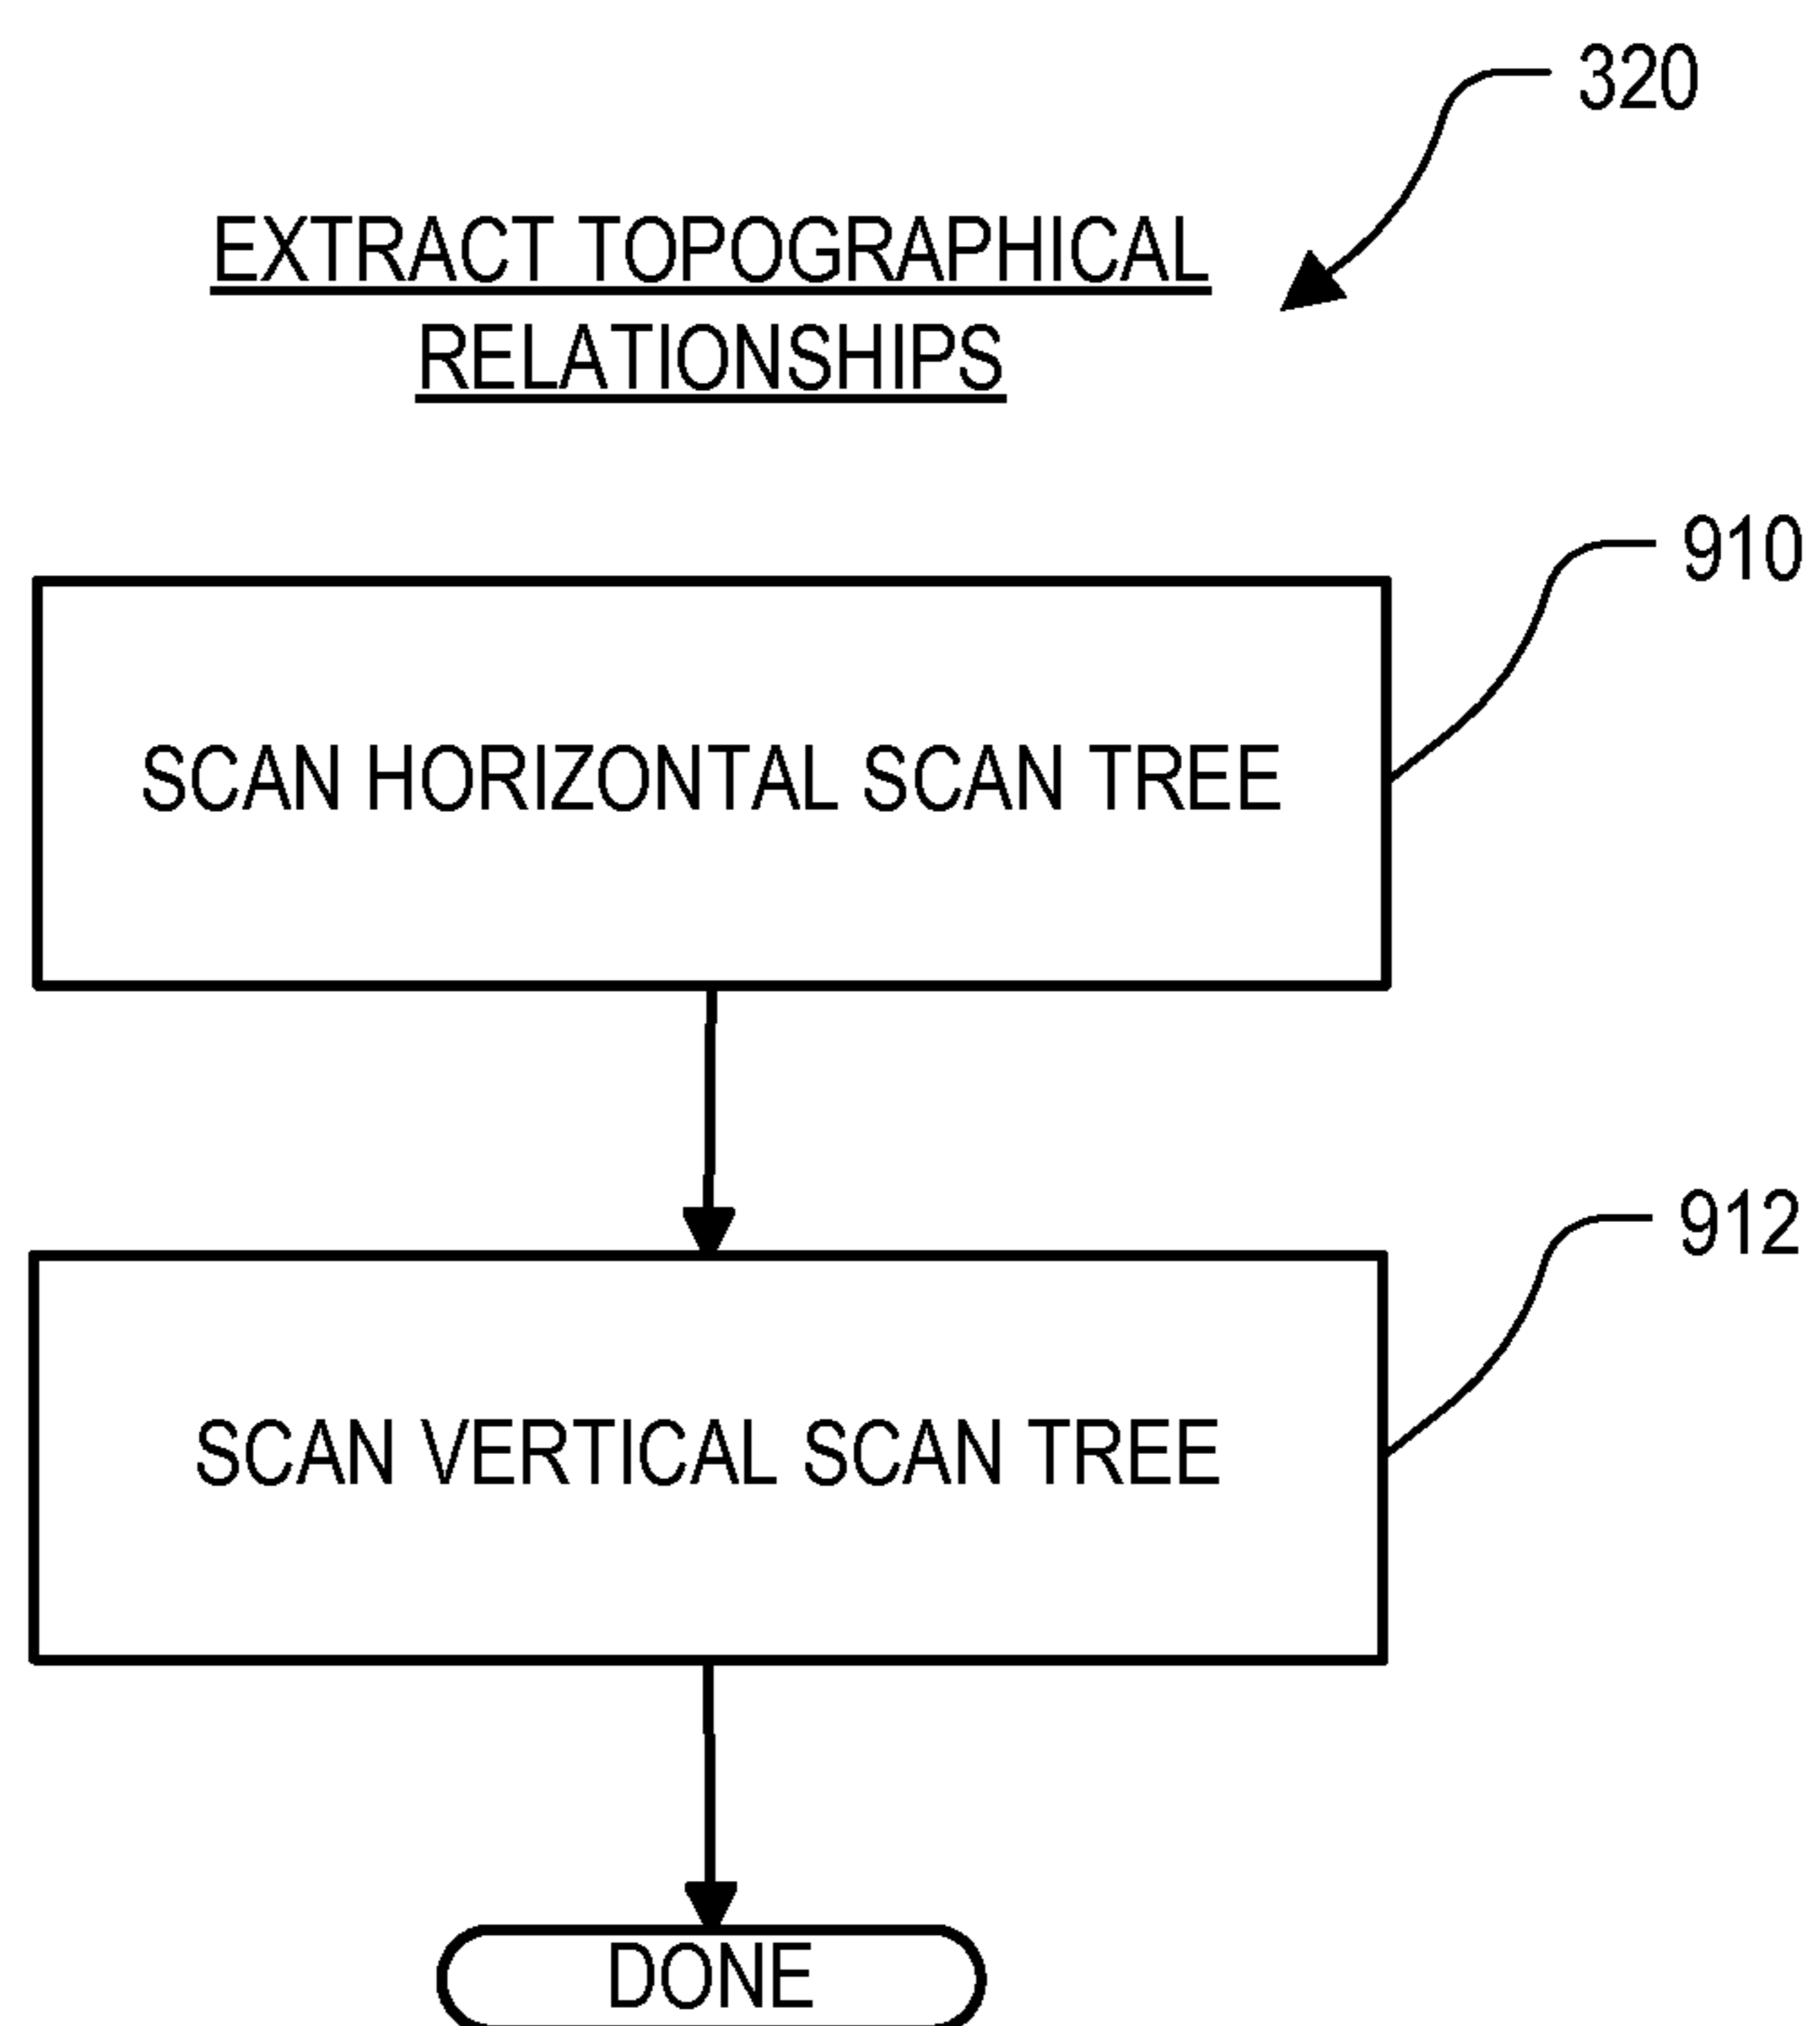 320
EXTRACT TOPOGRAPHICAL
RELATIONSHIPS
910
SCAN HORIZONTAL SCAN TREE
912
SCAN VERTICAL SCAN TREE
DONE